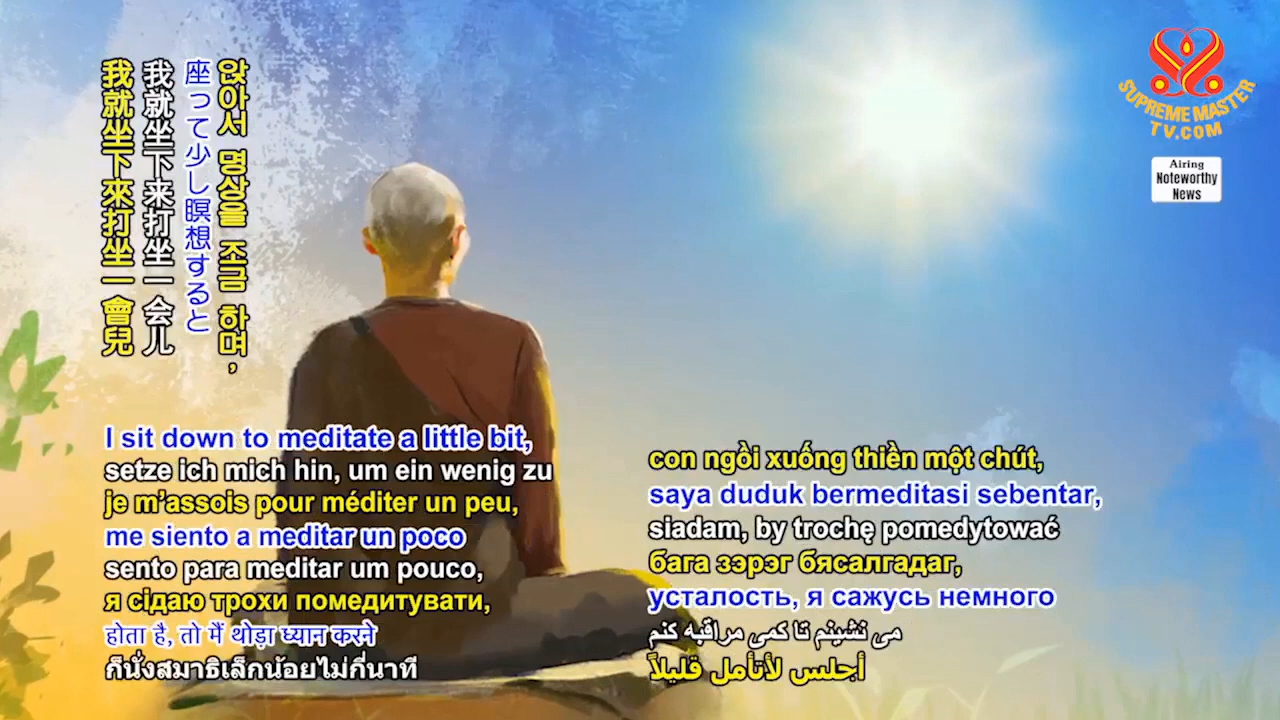 我就坐下來打坐一會兒
我就坐下来打坐一会儿
座って少し瞑想すると
앉아서 명상을 조금 하며,
SUPREME MASTER
TV.COM
Airing
Noteworthy
News
I sit down to meditate a little bit,
setze ich mich hin, um ein wenig zu
je m'assois pour méditer un peu,
me siento a meditar un poco
sento para meditar um pouco,
я сідаю трохи помедитувати,
होता है, तो मैं थोड़ा ध्यान करने
ก็นั่งสมาธิเล็กน้อยไม่กี่นาที
con ngồi xuống thiền một chút,
saya duduk bermeditasi sebentar,
siadam, by trochę pomedytować
бага зэрэг бясалгадаг,
усталость, я сажусь немного
می نشینم تا کمی مراقبه کنم
أجلس لأتأمل قليلاً